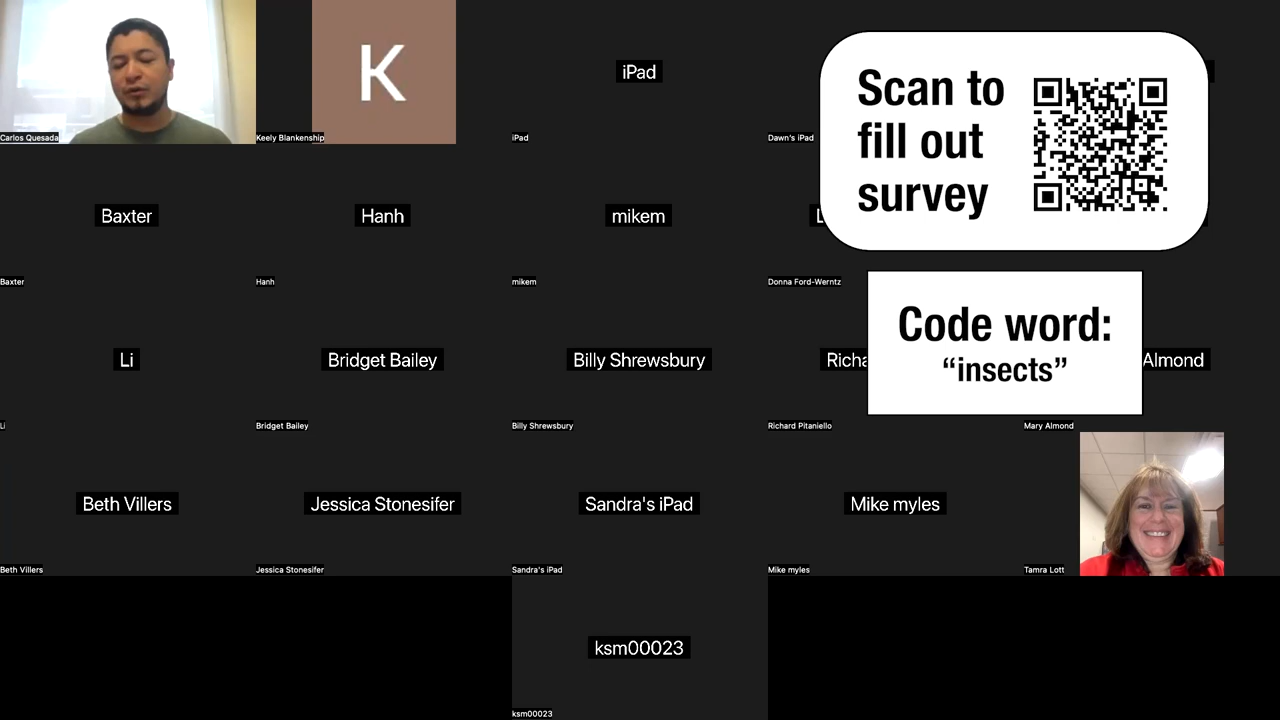 K
iPad
Carlos Quesada
Keely Blankenship
iPad
Dawn's iPad
Scan to
fill out
survey
Baxter
Hanh
mikem
Baxter
Hanh
mikem
Donna Ford-Werntz
Code word:
“insects”
Li
Bridget Bailey
Billy Shrewsbury
Almond
Li
Bridget Bailey
Billy Shrewsbury
Richard Pitaniello
Mary Almond
Beth Villers
Jessica Stonesifer
Sandra's iPad
Mike myles
Beth Villers
Jessica Stonesifer
Sandra's iPad
Mike myles
Tamra Lott
ksm00023
ksm00023